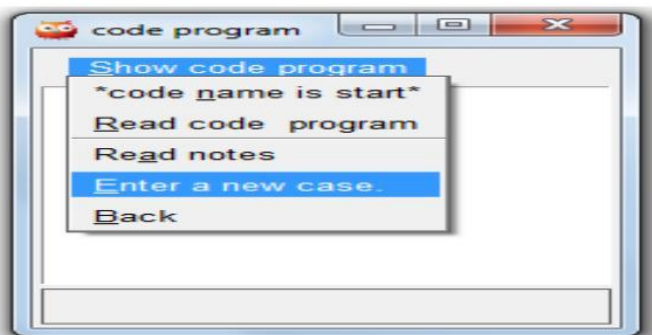 code program
Show code program
*code name is start*
Read code program
Read notes
Enter a new case.
Back